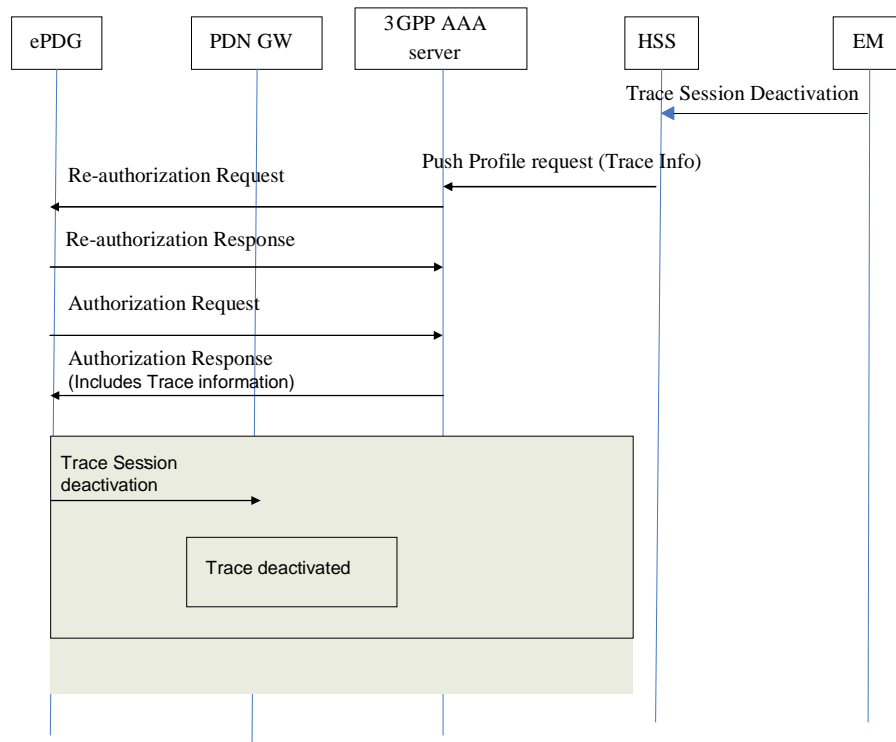 ePDG
PDN GW
3GPP AAA
server
HSS
EM
Trace Session Deactivation
Push Profile request (Trace Info)
Re-authorization Request
Re-authorization Response
Authorization Request
Authorization Response
(Includes Trace information)
Trace Session
deactivation
Trace deactivated